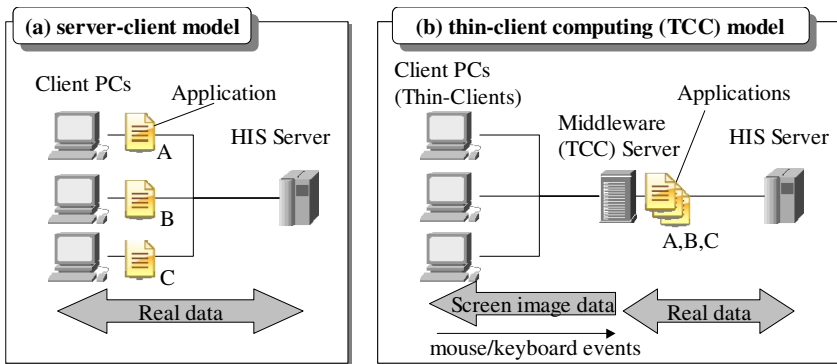 (a) server-client model
Client PCs
Application
HIS Server
A
B
C
Real data
(b) thin-client computing (TCC) model
Client PCs
(Thin-Clients)
Applications
Middleware
(TCC) Server
HIS Server
A,B,C
Screen image data
Real data
mouse/keyboard events